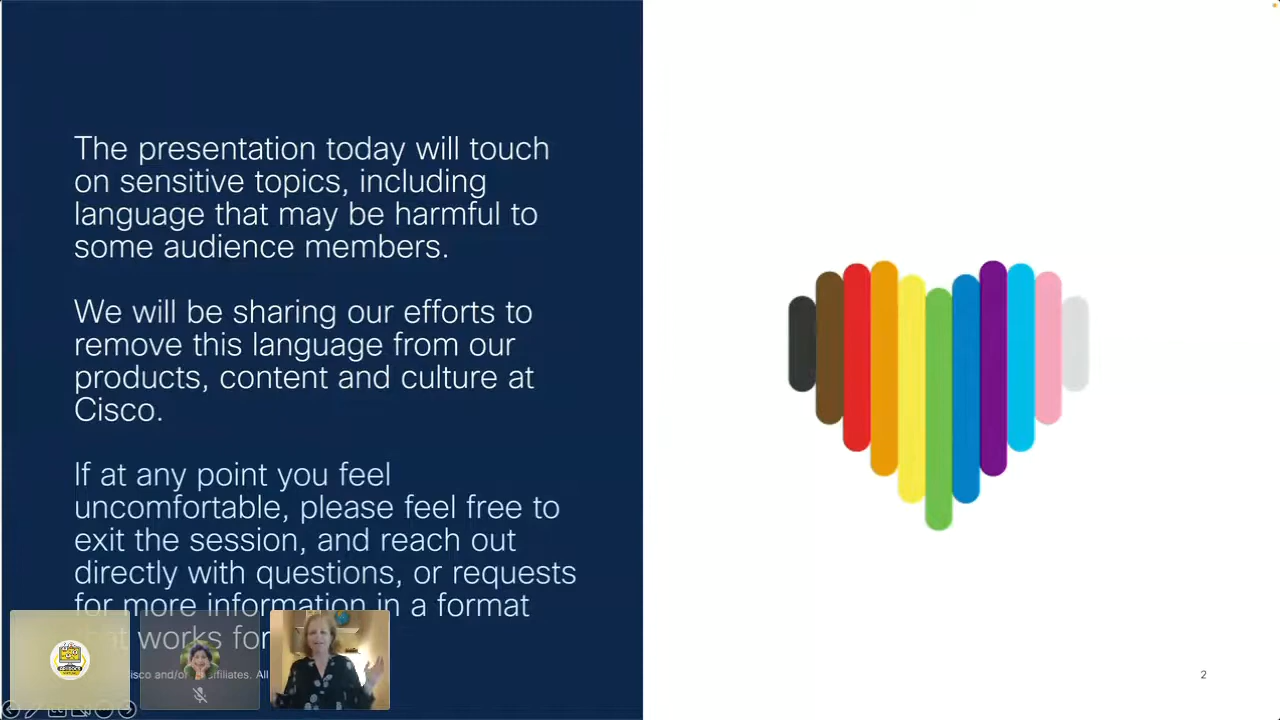 The presentation today will touch
on sensitive topics, including
language that may be harmful to
some audience members.
We will be sharing our efforts to
remove this language from our
products, content and culture at
Cisco.
If at any point you feel
uncomfortable, please feel free to
exit the session, and reach out
directly with questions, or requests
for more information in a format
that works for
isco and/or affiliates. All
2